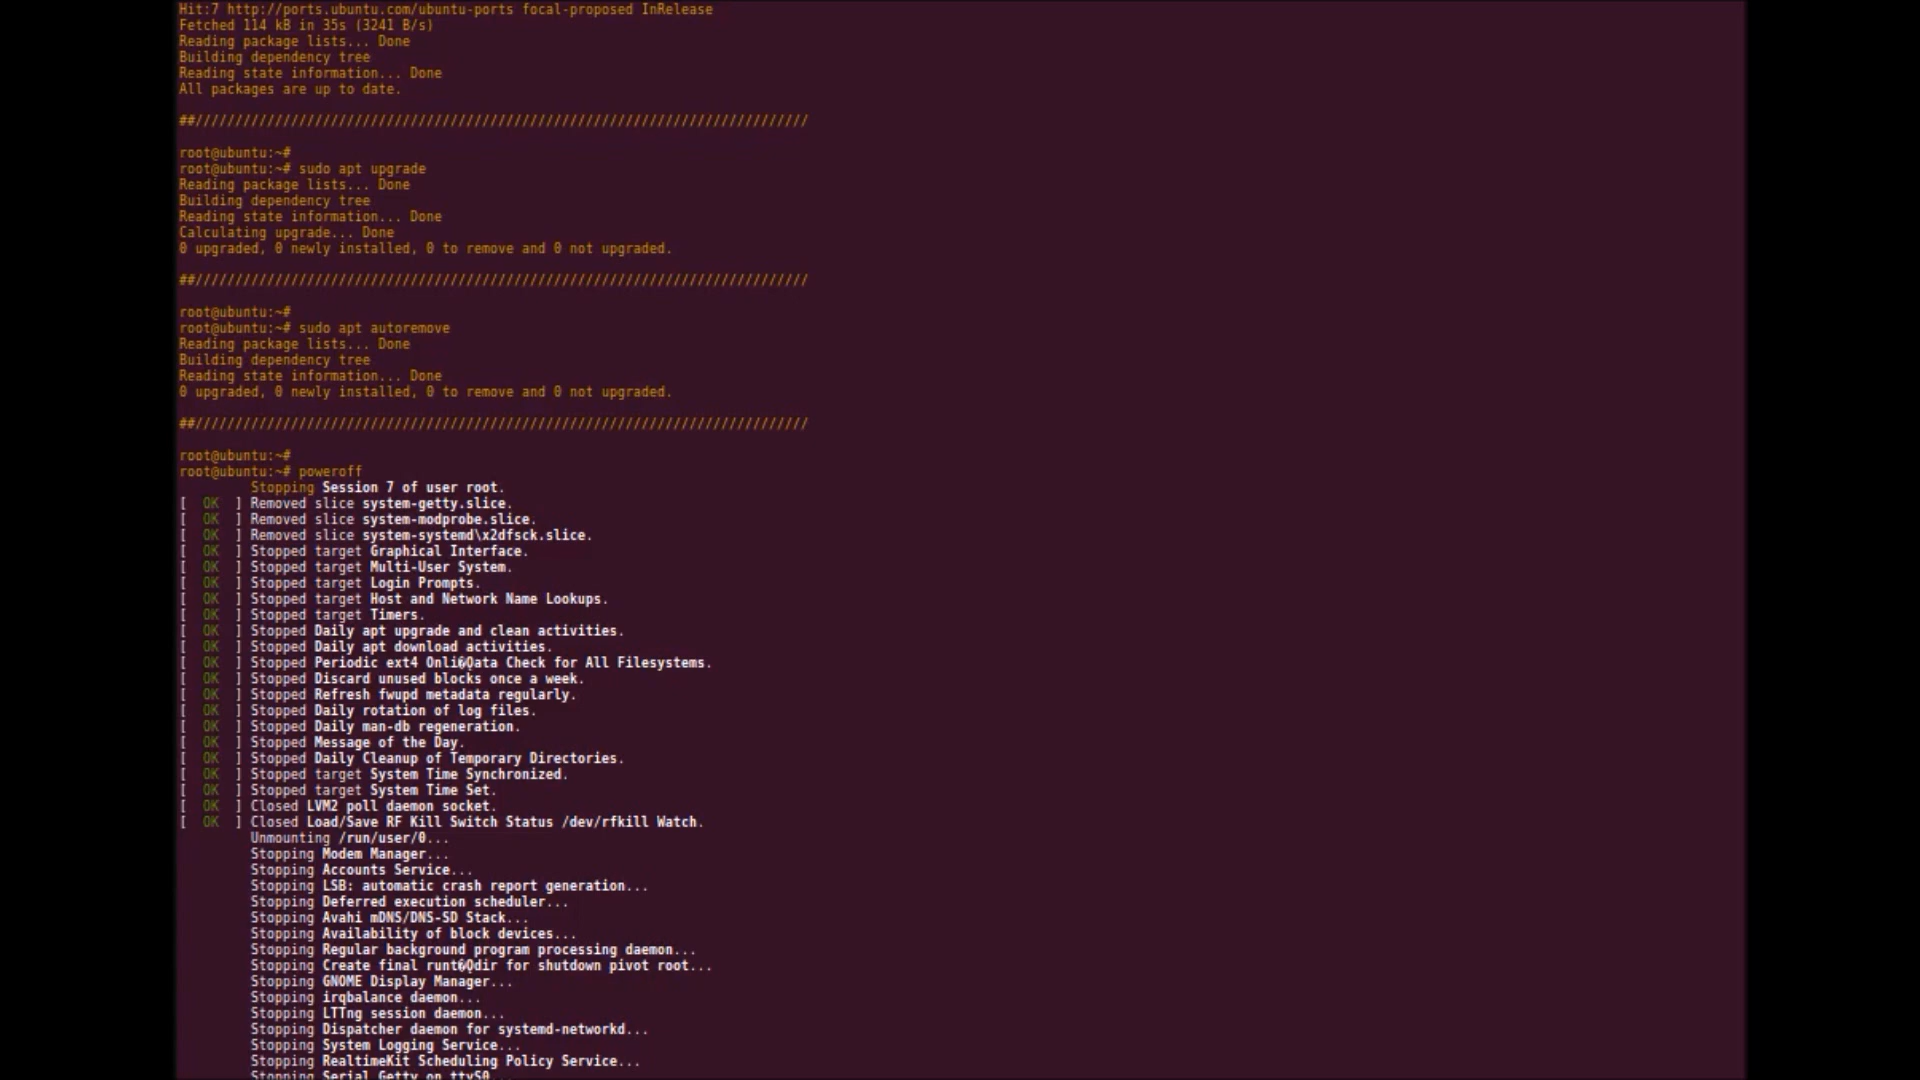 Hit:7 http://ports.ubuntu.com/ubuntu-ports focal-proposed InRelease
Fetched 114 kB in 35s (3241 B/s)
Reading package lists... Done
Building dependency tree
Reading state information... Done
All packages are up to date.
##/////////////////////////////////////////////////////////////////////////////
root@ubuntu:~#
root@ubuntu:~# sudo apt upgrade
Reading package lists... Done
Building dependency tree
Reading state information... Done
Calculating upgrade... Done
0 upgraded, 0 newly installed, 0 to remove and 0 not upgraded.
##/////////////////////////////////////////////////////////////////////////////
root@ubuntu:~#
root@ubuntu:~# sudo apt autoremove
Reading package lists... Done
Building dependency tree
Reading state information... Done
0 upgraded, 0 newly installed, 0 to remove and 0 not upgraded.
##/////////////////////////////////////////////////////////////////////////////
root@ubuntu:~#
root@ubuntu:~# poweroff
Stopping Session 7 of user root.
[ OK ] Removed slice system-getty.slice.
[ OK ] Removed slice system-modprobe.slice.
[ OK ] Removed slice system-systemd\x2dfsck.slice.
[ OK ] Stopped target Graphical Interface.
[ OK ] Stopped target Multi-User System.
[ OK ] Stopped target Login Prompts.
[ OK ] Stopped target Host and Network Name Lookups.
[ OK ] Stopped target Timers.
[ OK ] Stopped Daily apt upgrade and clean activities.
[ OK ] Stopped Daily apt download activities.
[ OK ] Stopped Periodic ext4 Onli�Qata Check for All Filesystems.
[ OK ] Stopped Discard unused blocks once a week.
[ OK ] Stopped Refresh fwupd metadata regularly.
[ OK ] Stopped Daily rotation of log files.
[ OK ] Stopped Daily man-db regeneration.
[ OK ] Stopped Message of the Day.
[ OK ] Stopped Daily Cleanup of Temporary Directories.
[ OK ] Stopped target System Time Synchronized.
[ OK ] Stopped target System Time Set.
[ OK ] Closed LVM2 poll daemon socket.
[ OK ] Closed Load/Save RF Kill Switch Status /dev/rfkill Watch.
Unmounting /run/user/0...
Stopping Modem Manager...
Stopping Accounts Service...
Stopping LSB: automatic crash report generation...
Stopping Deferred execution scheduler...
Stopping Avahi mDNS/DNS-SD Stack...
Stopping Availability of block devices...
Stopping Regular background program processing daemon...
Stopping Create final runt�Qdir for shutdown pivot root...
Stopping GNOME Display Manager...
Stopping irqbalance daemon...
Stopping LTTng session daemon...
Stopping Dispatcher daemon for systemd-networkd...
Stopping System Logging Service...
Stopping RealtimeKit Scheduling Policy Service...
Stopping Serial Getty on ttyS0...